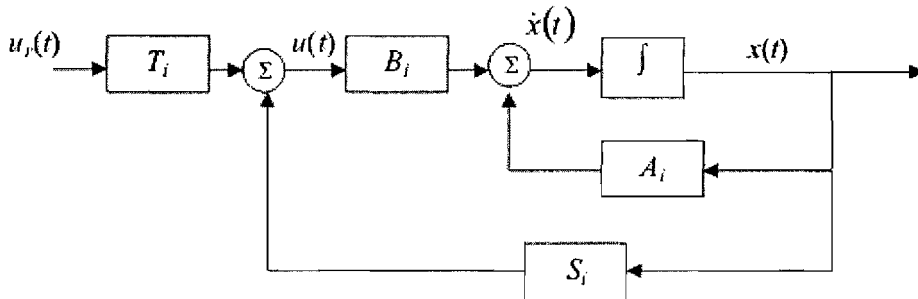 u_r(t)
T_i
Σ
u(t)
B_i
Σ
ẋ(t)
∫
x(t)
A_i
S_i